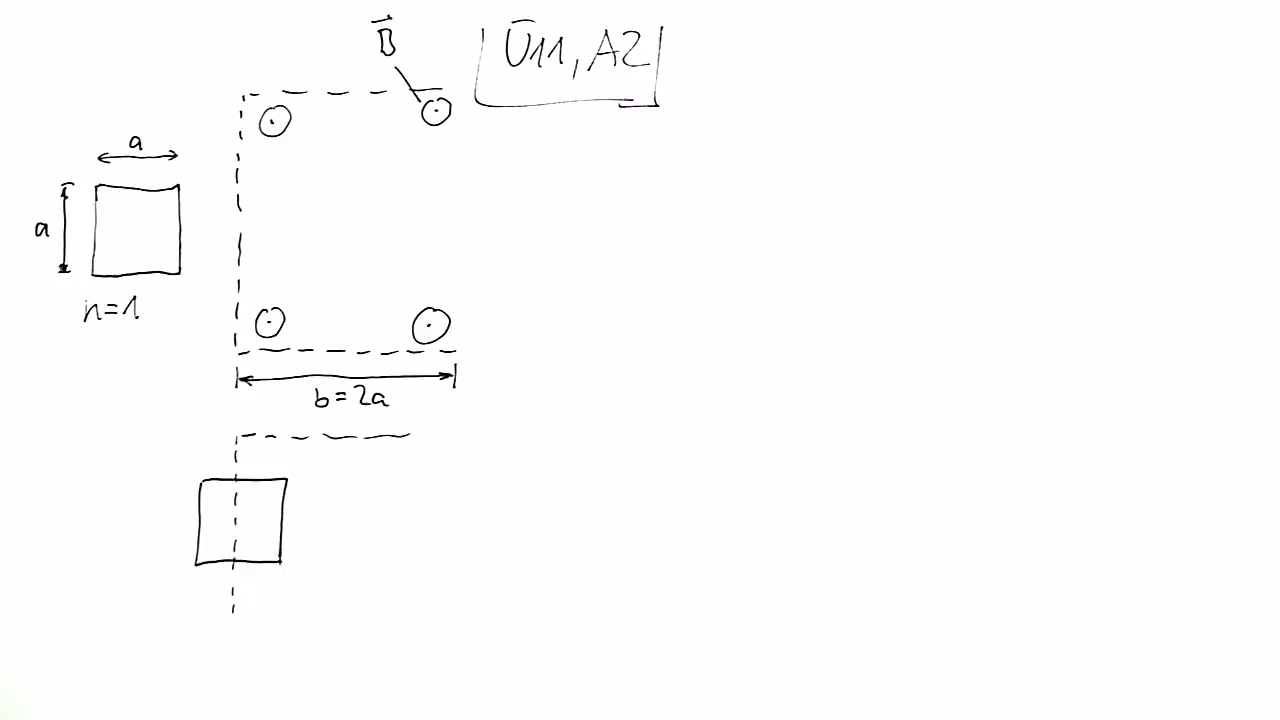 B⃗
Ü11, A2
a
a
n=1
b=2a